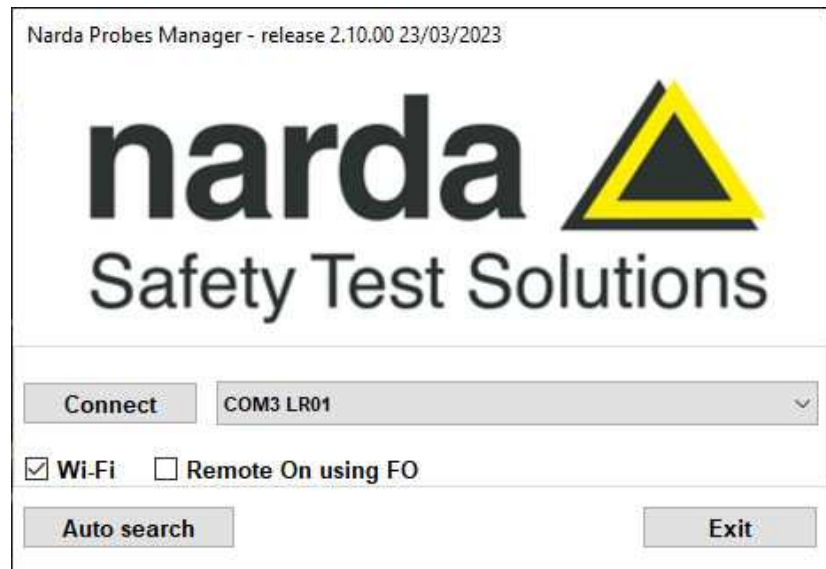 Narda Probes Manager - release 2.10.00 23/03/2023
narda
Safety Test Solutions
Connect COM3 LR01
Wi-Fi Remote On using FO
Auto search Exit